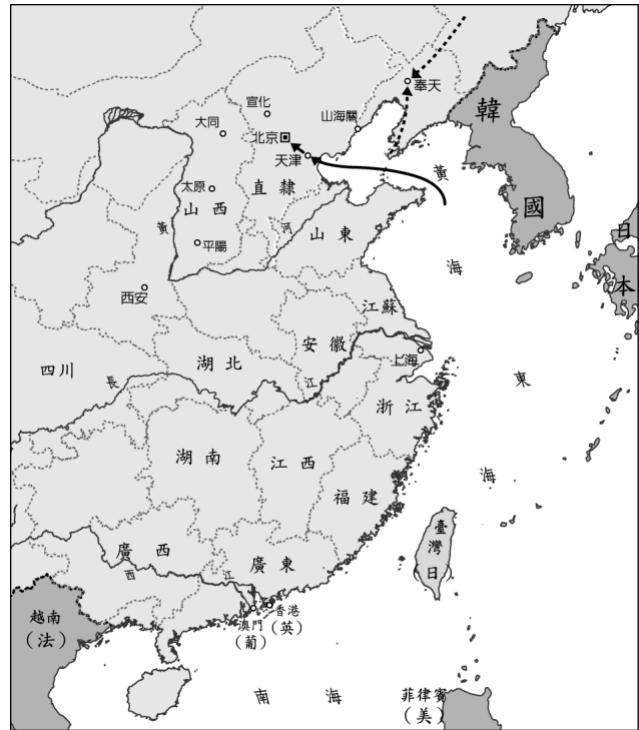 奉天
宣化
山海關
韓國
大同
北京
天津
黃海
太原
直隸
山西
黃河
山東
日本
平陽
西安
江蘇
安徽
上海
湖北
四川
長江
東海
浙江
湖南
江西
福建
臺灣
日
廣西
廣東
西江
香港
(英)
澳門
(葡)
越南
(法)
南海
菲律賓
(美)